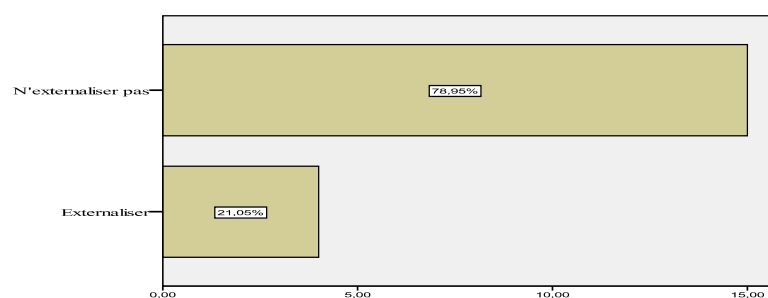 N'externaliser pas
78,95%
Externaliser
21,05%
0,00 5,00 10,00 15,00